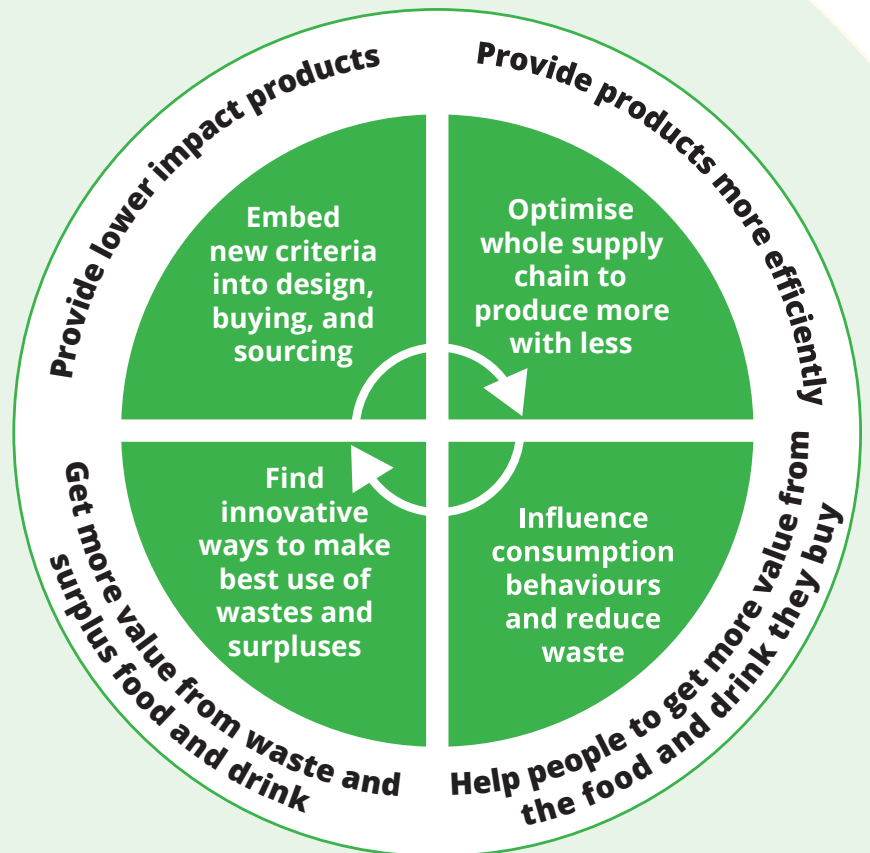 Provide lower impact products
Embed
new criteria
into design,
buying, and
sourcing
Provide products more efficiently
Optimise
whole supply
chain to
produce more
with less
Help people to get more value from
the food and drink they buy
Influence
consumption
behaviours
and reduce
waste
Get more value from waste and
surplus food and drink
Find
innovative
ways to make
best use of
wastes and
surpluses